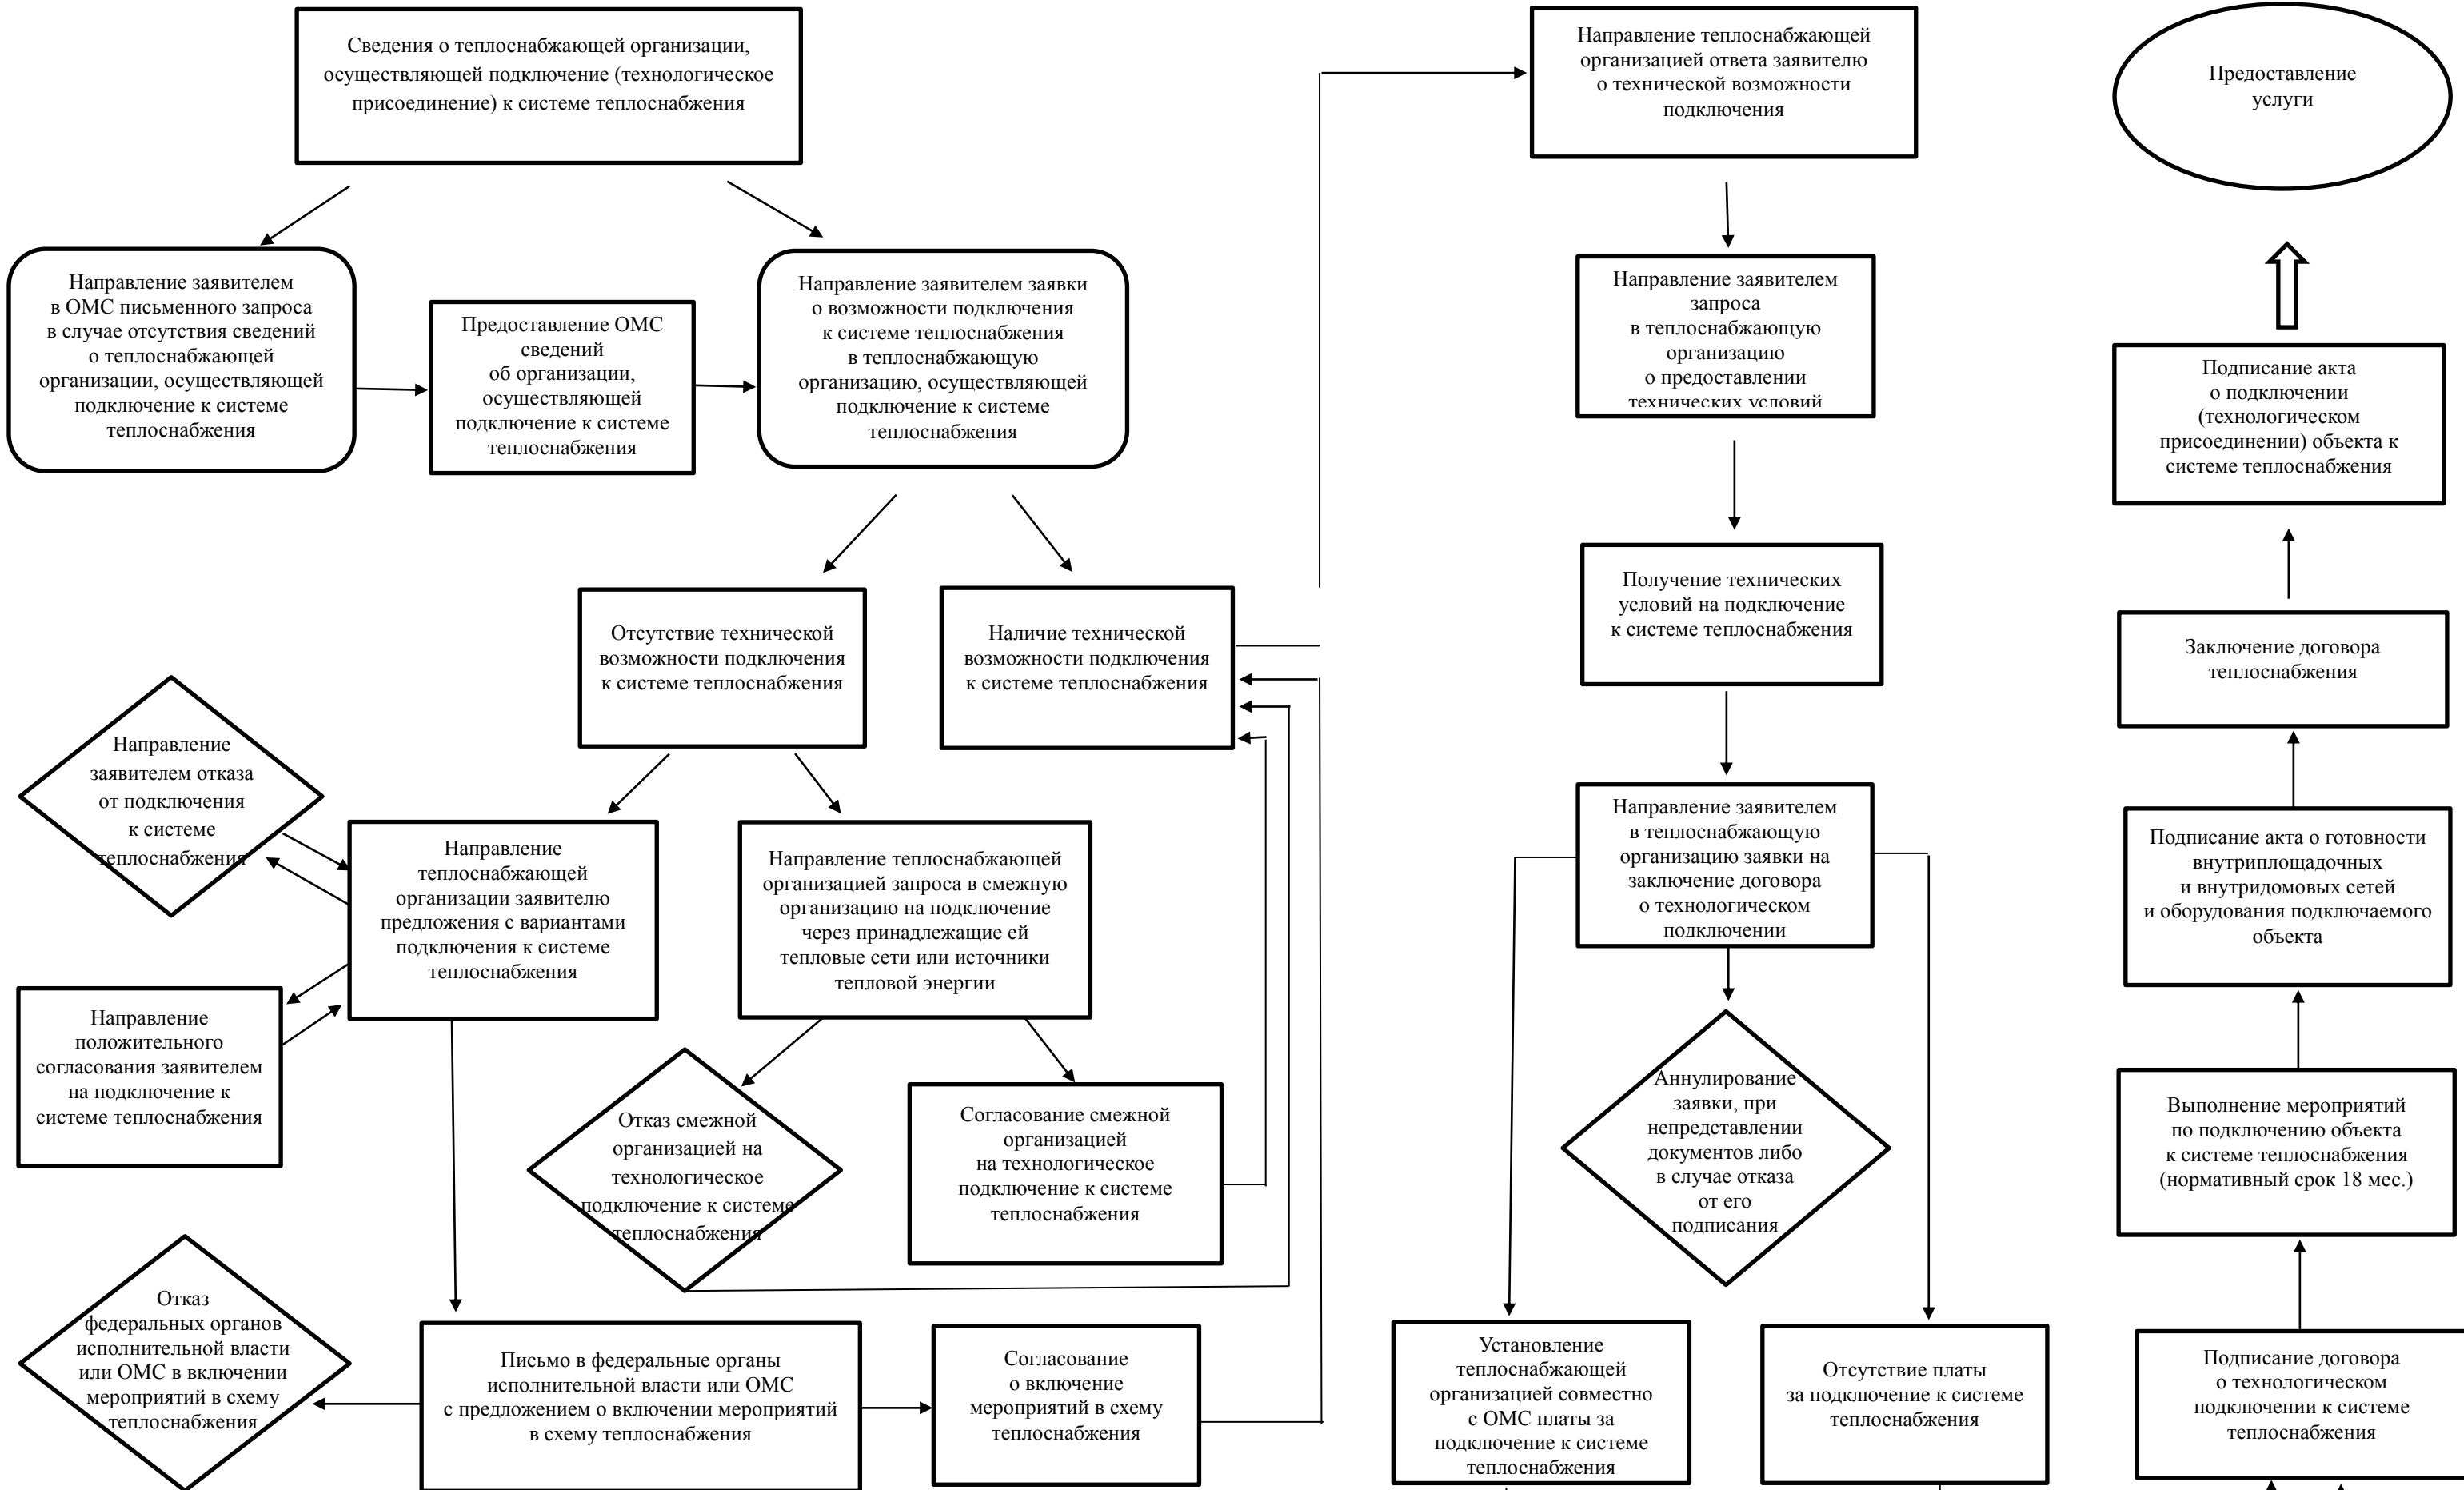 Сведения о теплоснабжающей организации,
осуществляющей подключение (технологическое
присоединение) к системе теплоснабжения
Направление заявителем
в ОМС письменного запроса
в случае отсутствия сведений
о теплоснабжающей
организации, осуществляющей
подключение к системе
теплоснабжения
Предоставление ОМС
сведений
об организации,
осуществляющей
подключение к системе
теплоснабжения
Направление заявителем заявки
о возможности подключения
к системе теплоснабжения
в теплоснабжающую
организацию, осуществляющей
подключение к системе
теплоснабжения
Отсутствие технической
возможности подключения
к системе теплоснабжения
Наличие технической
возможности подключения
к системе теплоснабжения
Направление
заявителем отказа
от подключения
к системе
теплоснабжения
Направление
теплоснабжающей
организации заявителю
предложения с вариантами
подключения к системе
теплоснабжения
Направление теплоснабжающей
организацией запроса в смежную
организацию на подключение
через принадлежащие ей
тепловые сети или источники
тепловой энергии
Направление
положительного
согласования заявителем
на подключение к
системе теплоснабжения
Отказ смежной
организацией на
технологическое
подключение к системе
теплоснабжения
Согласование смежной
организацией
на технологическое
подключение к системе
теплоснабжения
Отказ
федеральных органов
исполнительной власти
или ОМС в включении
мероприятий в схему
теплоснабжения
Письмо в федеральные органы
исполнительной власти или ОМС
с предложением о включении мероприятий
в схему теплоснабжения
Согласование
о включение
мероприятий в схему
теплоснабжения
Направление теплоснабжающей
организацией ответа заявителю
о технической возможности
подключения
Направление заявителем
запроса
в теплоснабжающую
организацию
о предоставлении
технических условий
Получение технических
условий на подключение
к системе теплоснабжения
Направление заявителем
в теплоснабжающую
организацию заявки на
заключение договора
о технологическом
подключении
Аннулирование
заявки, при
непредставлении
документов либо
в случае отказа
от его
подписания
Установление
теплоснабжающей
организацией совместно
с ОМС платы за
подключение к системе
теплоснабжения
Отсутствие платы
за подключение к системе
теплоснабжения
Предоставление
услуги
Подписание акта
о подключении
(технологическом
присоединении) объекта к
системе теплоснабжения
Заключение договора
теплоснабжения
Подписание акта о готовности
внутриплощадочных
и внутридомовых сетей
и оборудования подключаемого
объекта
Выполнение мероприятий
по подключению объекта
к системе теплоснабжения
(нормативный срок 18 мес.)
Подписание договора
о технологическом
подключении к системе
теплоснабжения